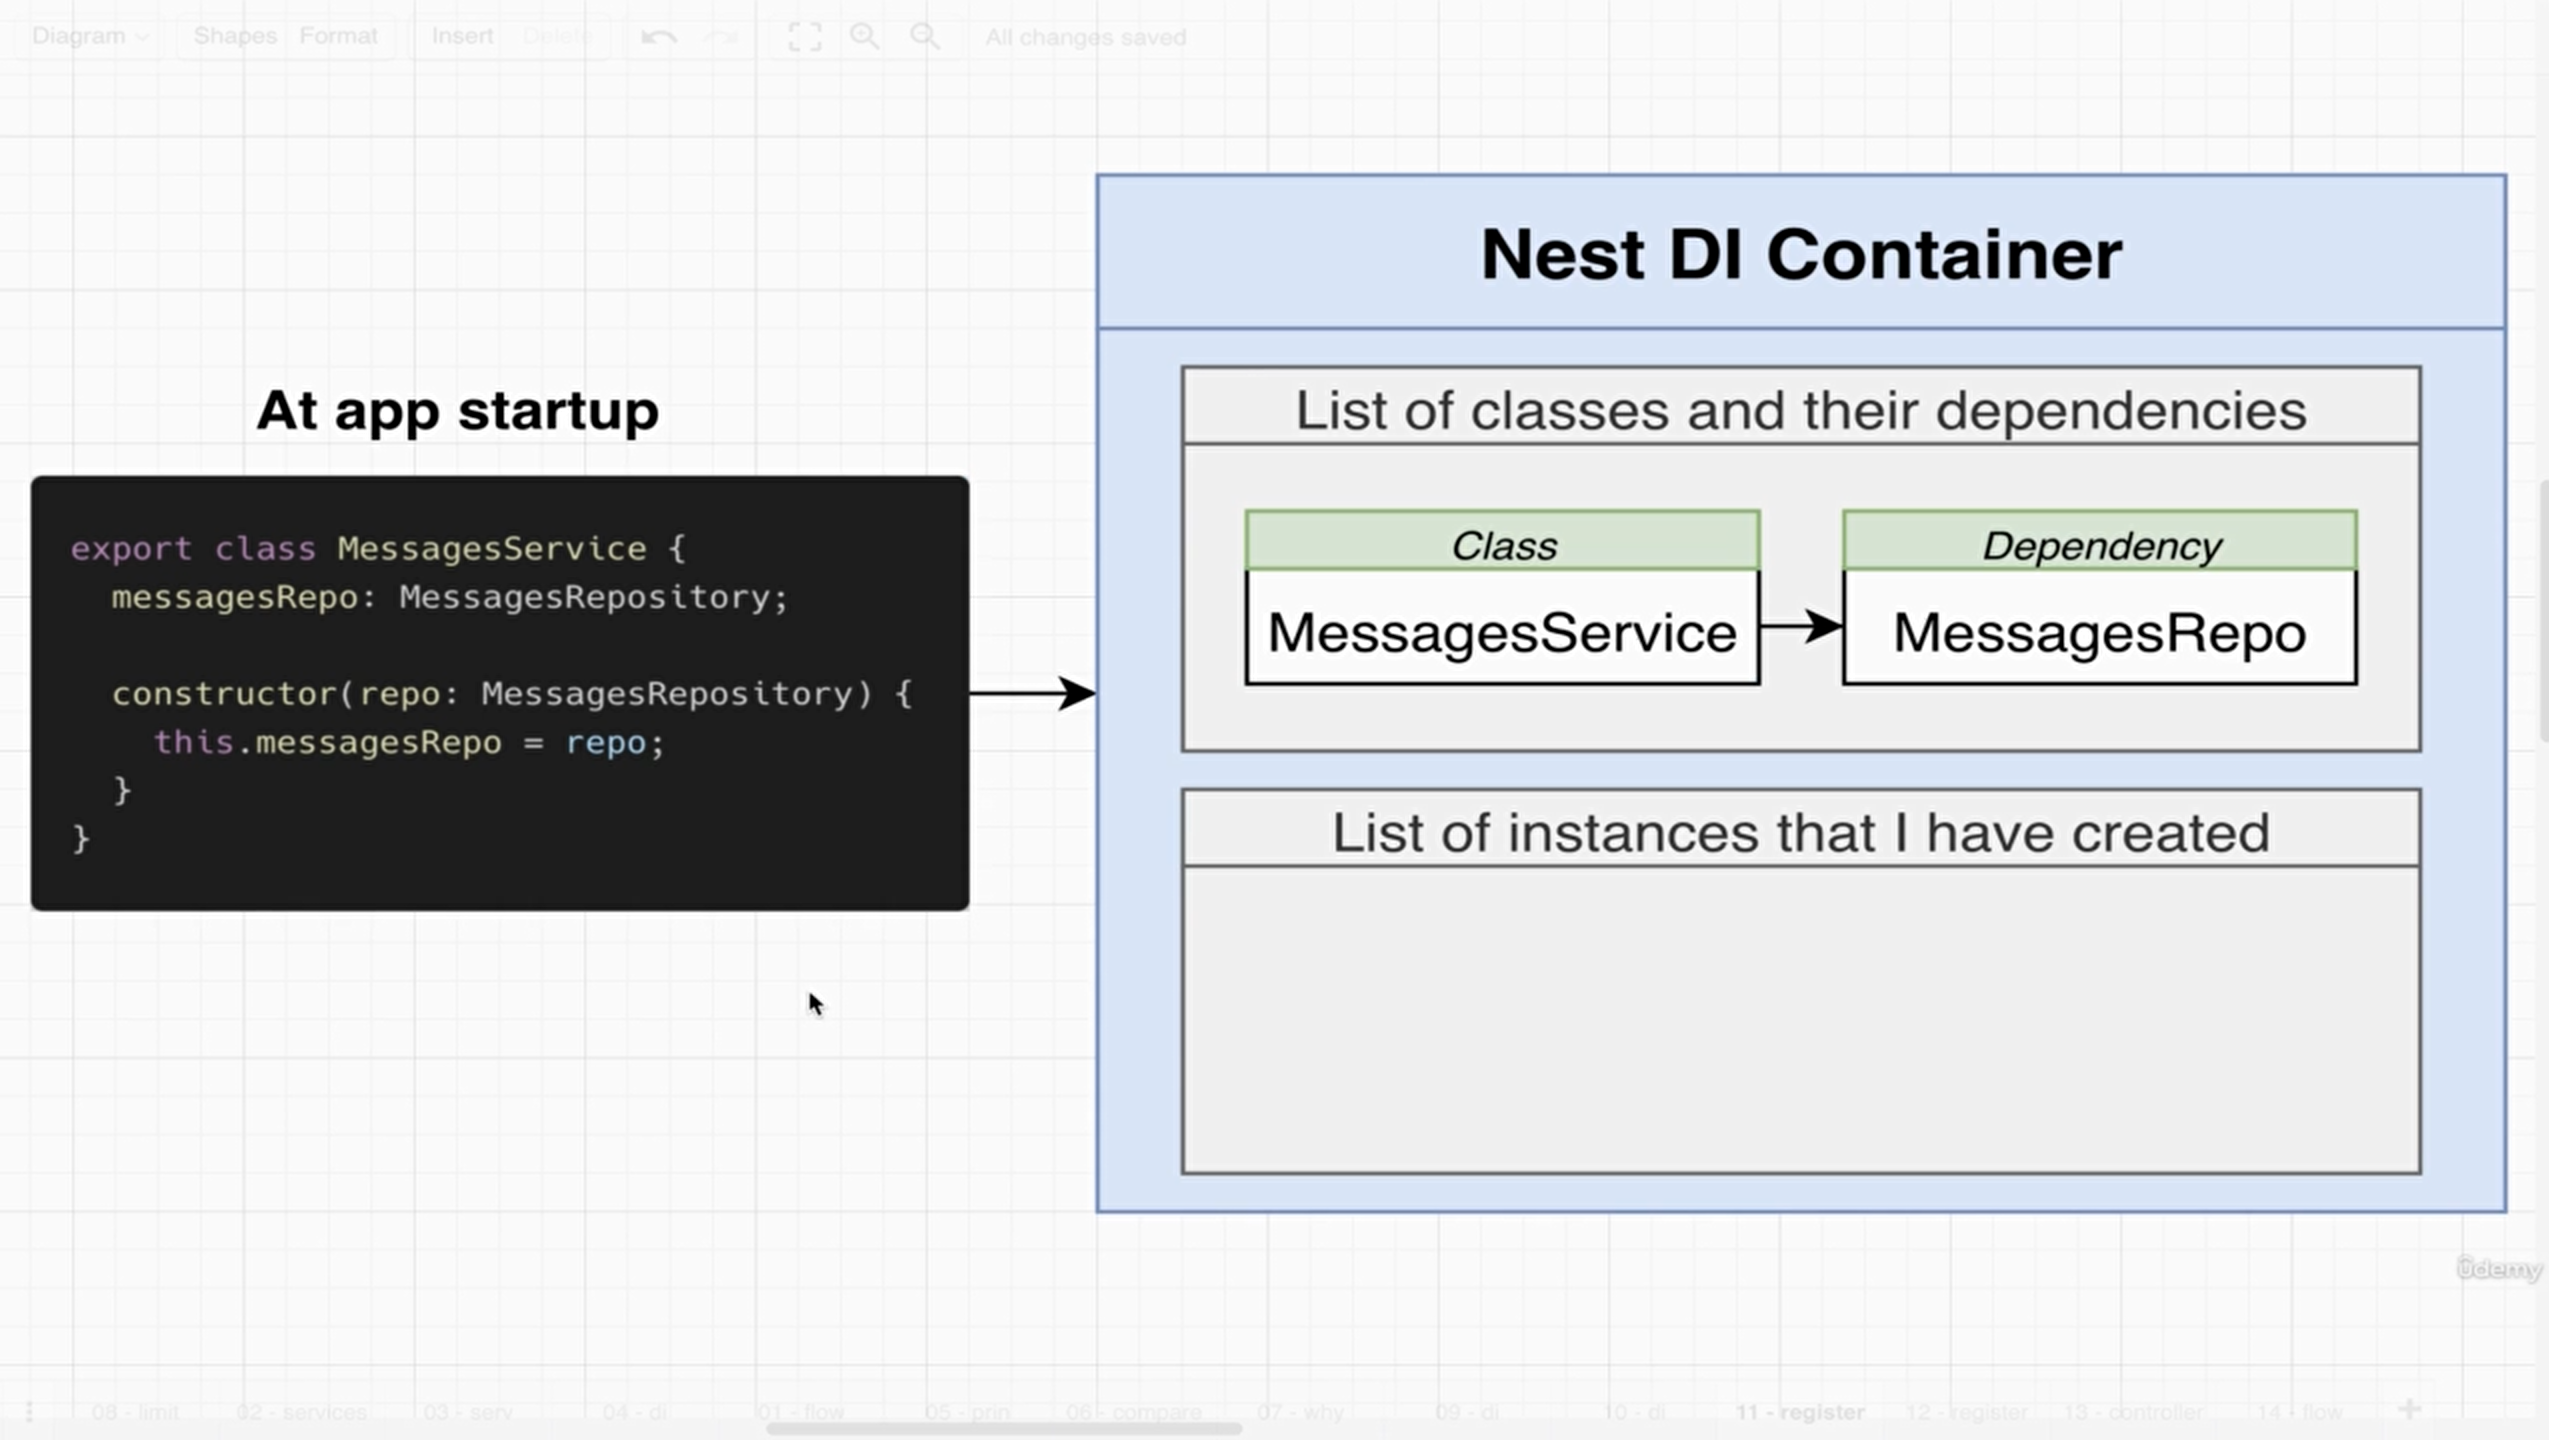 Diagram Shapes Format Insert Delete All changes saved
Nest DI Container
At app startup
List of classes and their dependencies
Class
Dependency
MessagesService
MessagesRepo
export class MessagesService {
  messagesRepo: MessagesRepository;
  constructor(repo: MessagesRepository) {
    this.messagesRepo = repo;
  }
}
List of instances that I have created
ûdemy
08 - limit 02 - services 03 - serv 04 - di 01 - flow 05 - prin 06 - compare 07 - why 09 - di 10 - di 11 - register 12 - register 13 - controller 14 - flow